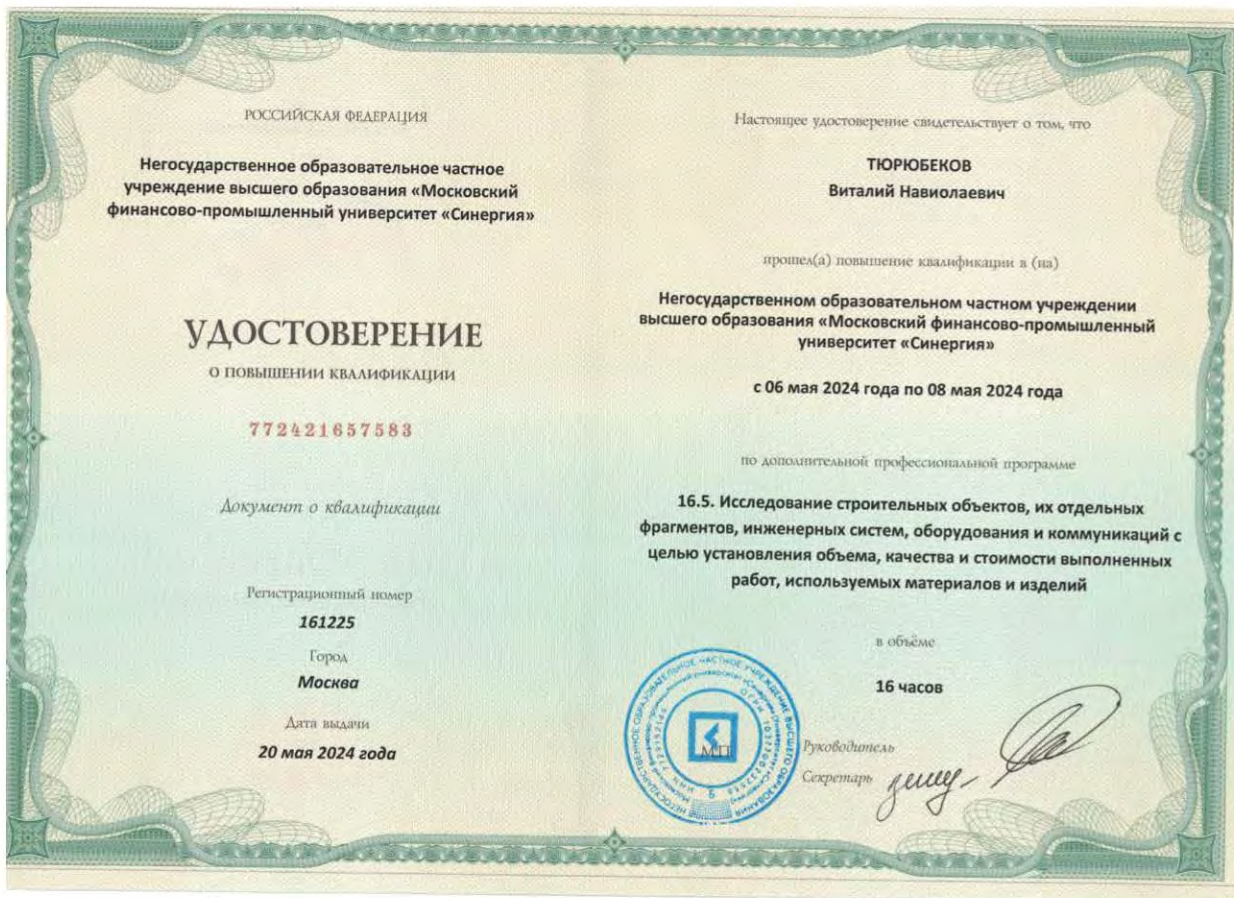 РОССИЙСКАЯ ФЕДЕРАЦИЯ
Негосударственное образовательное частное
учреждение высшего образования «Московский
финансово-промышленный университет «Синергия»
УДОСТОВЕРЕНИЕ
О ПОВЫШЕНИИ КВАЛИФИКАЦИИ
772421657583
Документ о квалификации
Регистрационный номер
161225
Город
Москва
Дата выдачи
20 мая 2024 года
Настоящее удостоверение свидетельствует о том, что
ТЮРЮБЕКОВ
Виталий Навиолаевич
прошел(а) повышение квалификации в (на)
Негосударственном образовательном частном учреждении
высшего образования «Московский финансово-промышленный
университет «Синергия»
с 06 мая 2024 года по 08 мая 2024 года
по дополнительной профессиональной программе
16.5. Исследование строительных объектов, их отдельных
фрагментов, инженерных систем, оборудования и коммуникаций с
целью установления объема, качества и стоимости выполненных
работ, используемых материалов и изделий
в объёме
16 часов
М.П.
Руководитель
Секретарь